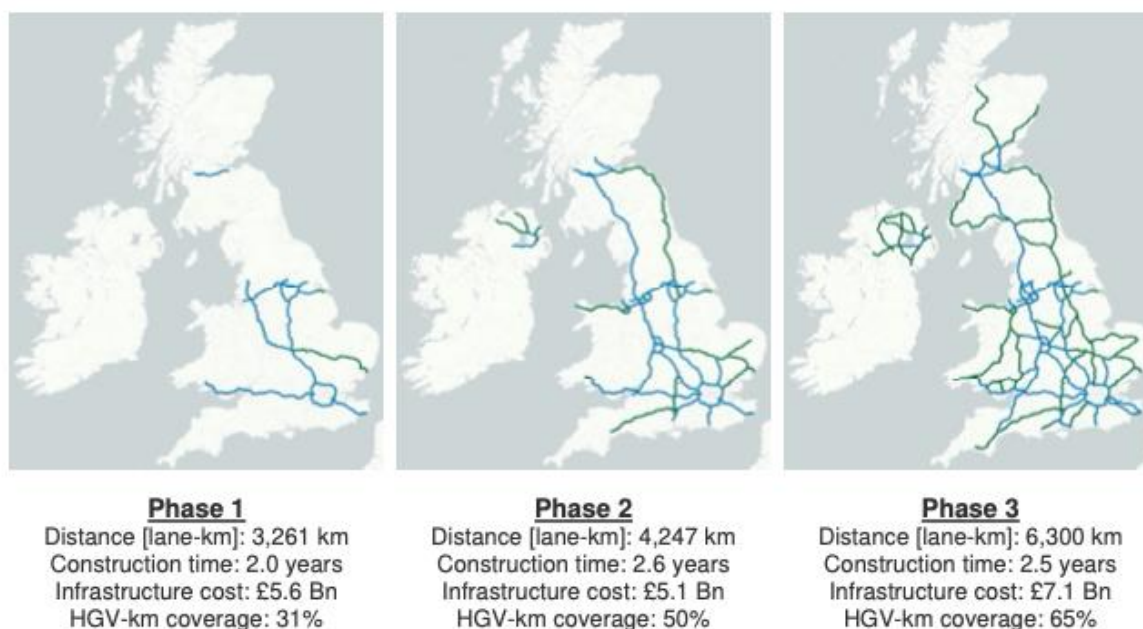 Phase 1
Distance [lane-km]: 3,261 km
Construction time: 2.0 years
Infrastructure cost: £5.6 Bn
HGV-km coverage: 31%
Phase 2
Distance [lane-km]: 4,247 km
Construction time: 2.6 years
Infrastructure cost: £5.1 Bn
HGV-km coverage: 50%
Phase 3
Distance [lane-km]: 6,300 km
Construction time: 2.5 years
Infrastructure cost: £7.1 Bn
HGV-km coverage: 65%